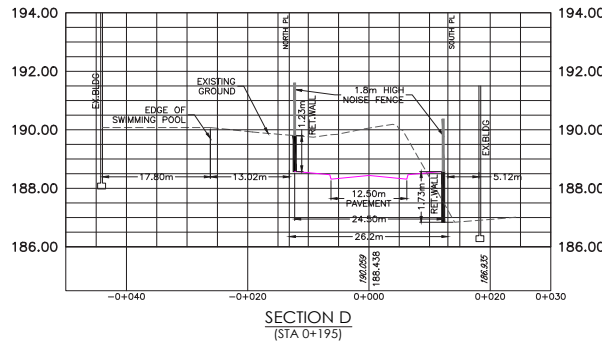 194.00
194.00
NORTH PL
SOUTH PL
192.00
192.00
EX.BLDG
EXISTING
GROUND
1.8m HIGH
NOISE FENCE
EDGE OF
SWIMMING POOL
1.23m
RET.WALL
EX.BLDG
190.00
190.00
17.80m
13.02m
5.12m
188.00
188.00
12.50m
PAVEMENT
1.73m
RET.WALL
24.50m
26.2m
186.00
186.00
190.059
188.438
186.935
-0+040
-0+020
0+000
0+020
0+030
SECTION D
(STA 0+195)